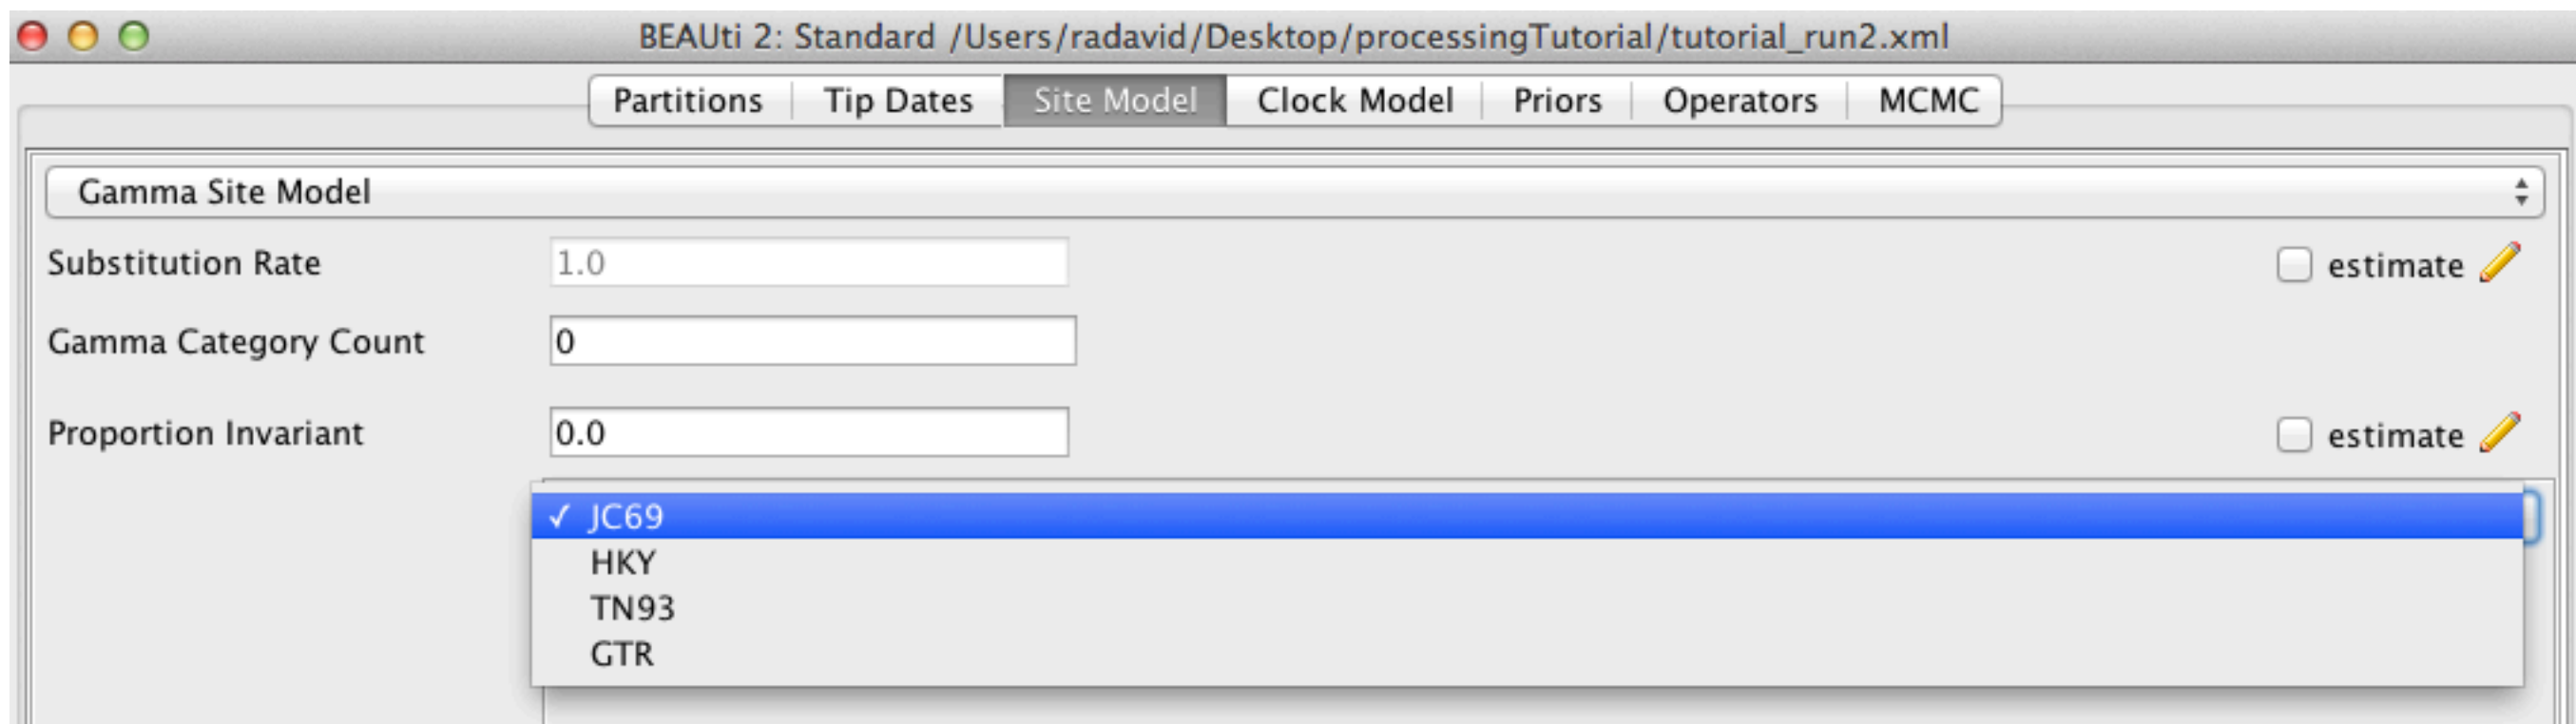 BEAUti 2: Standard /Users/radavid/Desktop/processingTutorial/tutorial_run2.xml
Partitions Tip Dates Site Model Clock Model Priors Operators MCMC
Gamma Site Model
Substitution Rate 1.0 estimate
Gamma Category Count 0
Proportion Invariant 0.0 estimate
✓ JC69
HKY
TN93
GTR